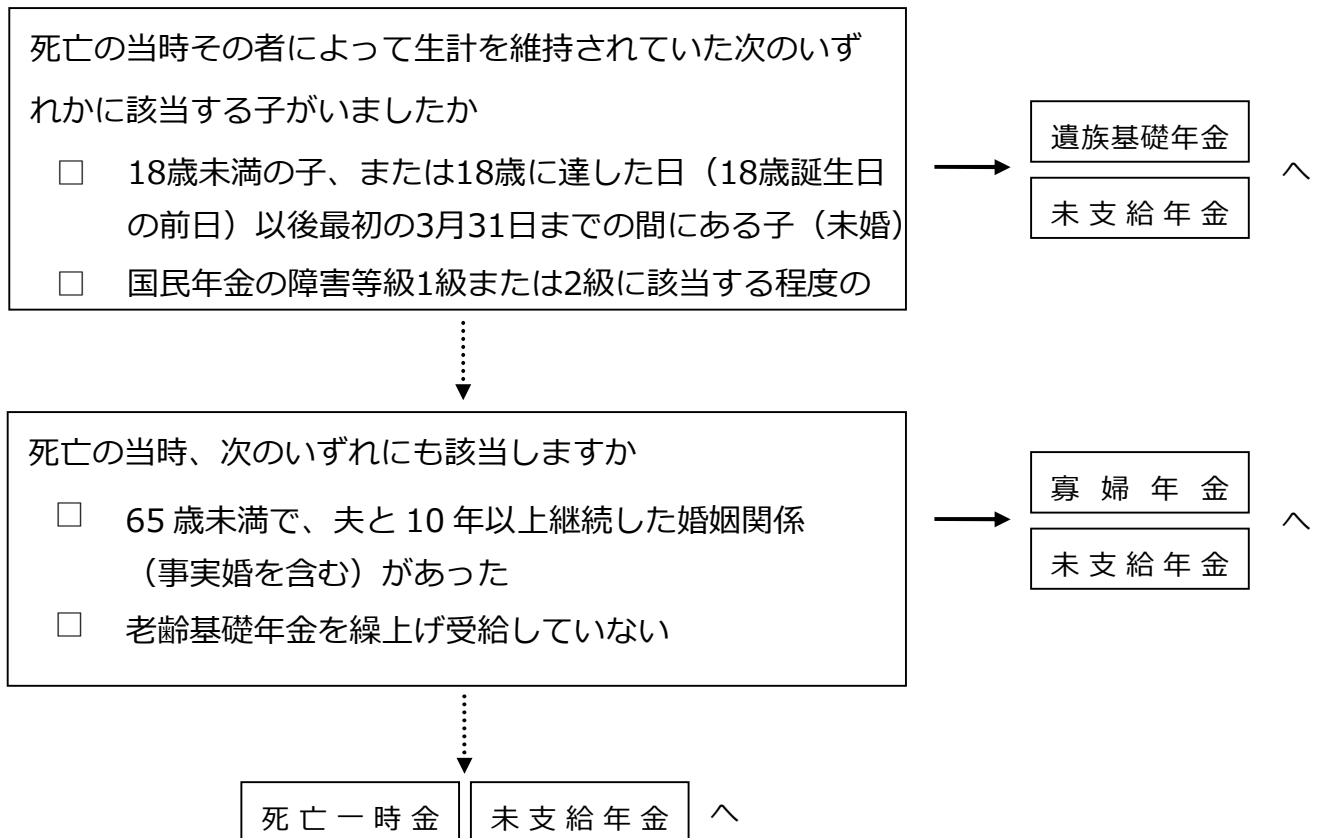 死亡の当時その者によって生計を維持されていた次のいず
れかに該当する子がいましたか
□ 18歳未満の子、または18歳に達した日（18歳誕生日
の前日）以後最初の3月31日までの間にある子（未婚）
□ 国民年金の障害等級1級または2級に該当する程度の
遺族基礎年金
未支給年金
へ
死亡の当時、次のいずれにも該当しますか
□ 65 歳未満で、夫と 10 年以上継続した婚姻関係
（事実婚を含む）があった
□ 老齢基礎年金を繰上げ受給していない
寡婦年金
未支給年金
へ
死亡一時金 未支給年金 へ